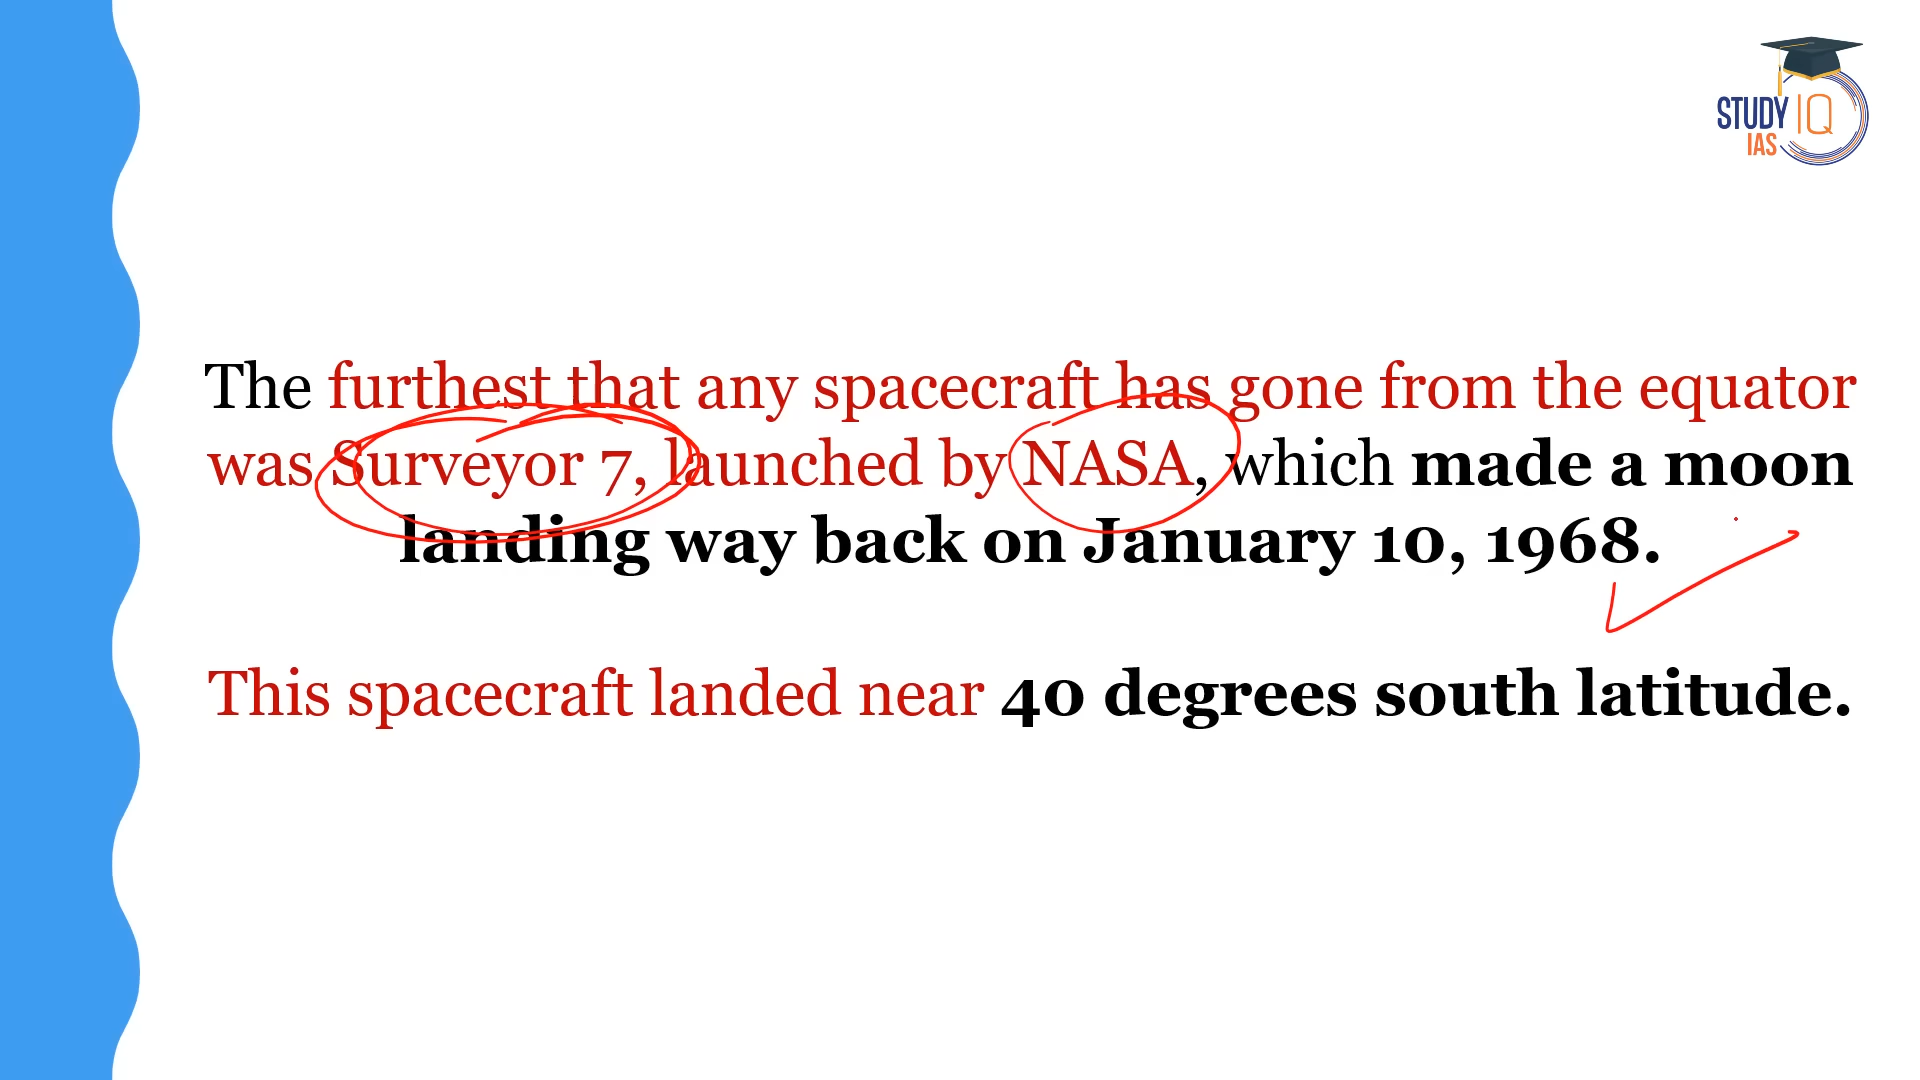 STUDY IQ
IAS
The furthest that any spacecraft has gone from the equator
was Surveyor 7, launched by NASA, which made a moon
landing way back on January 10, 1968.
This spacecraft landed near 40 degrees south latitude.